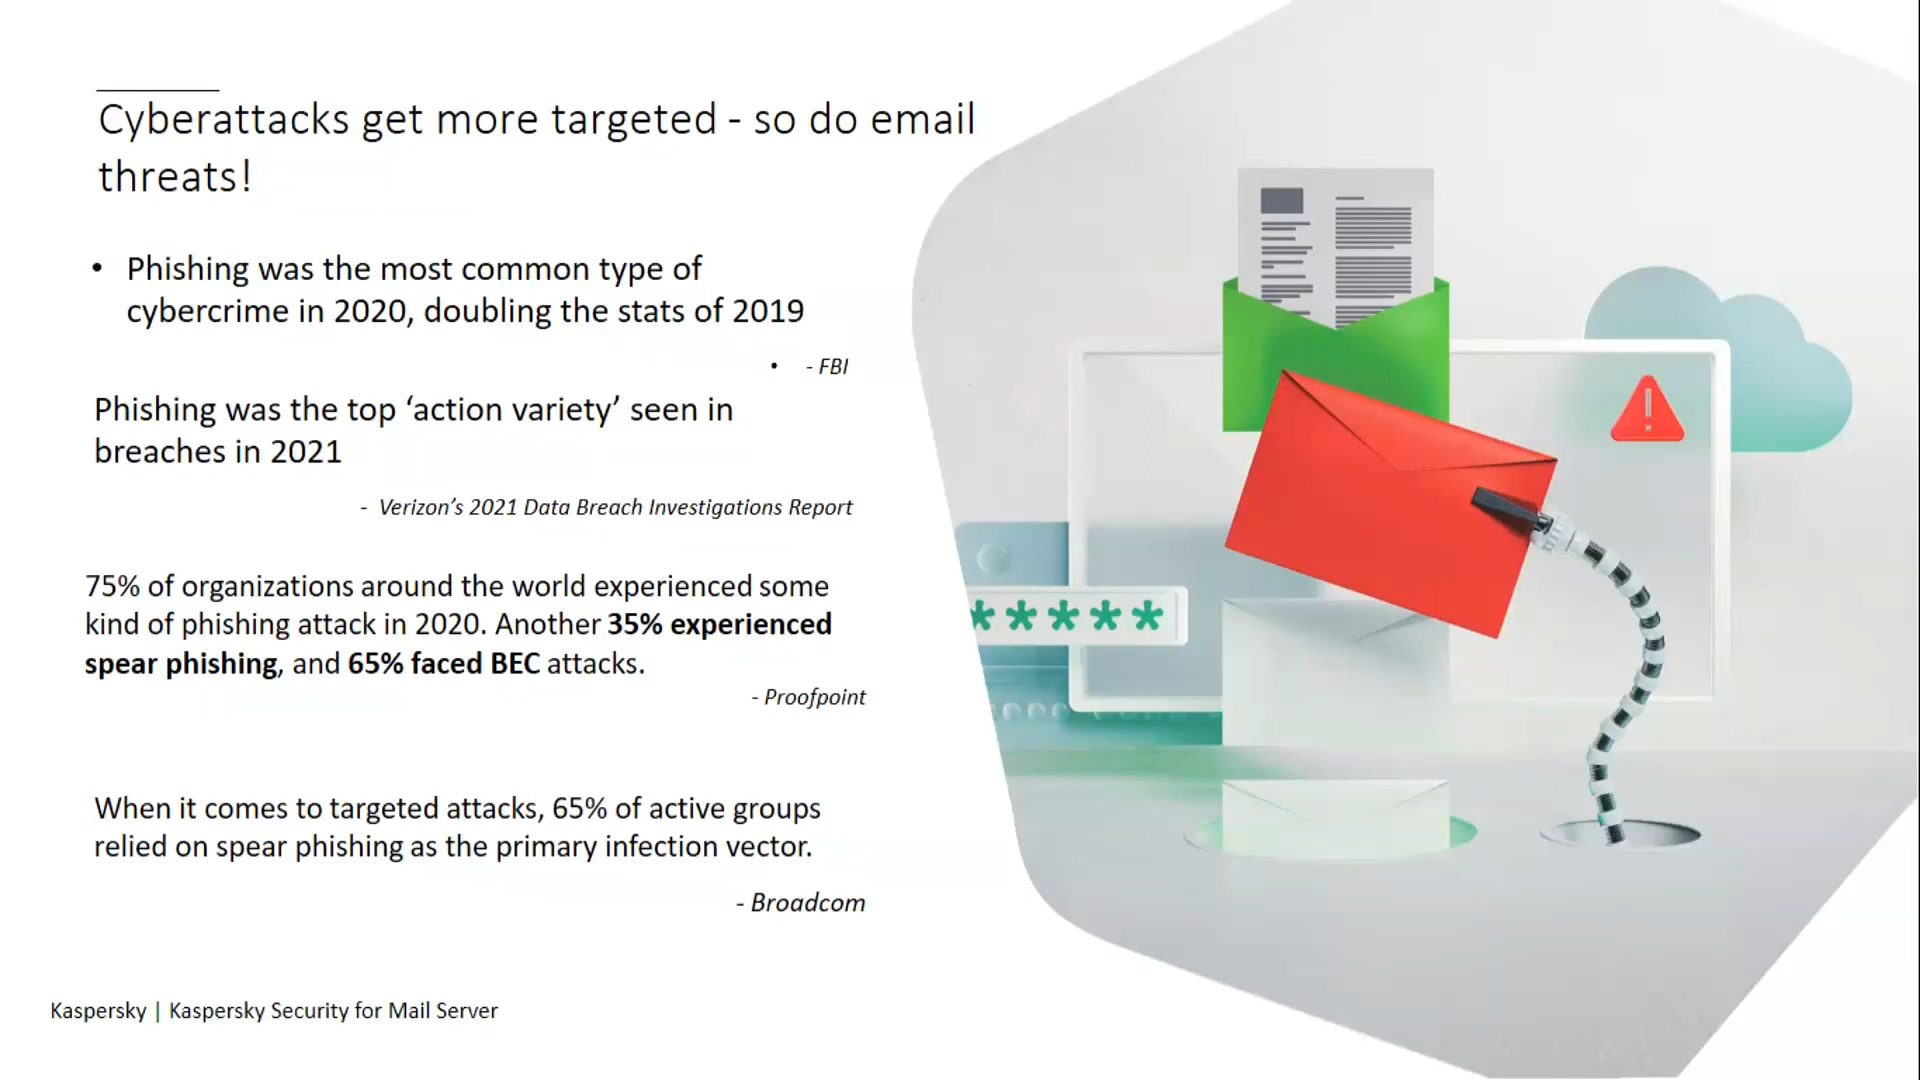 Cyberattacks get more targeted - so do email
threats!
• Phishing was the most common type of
cybercrime in 2020, doubling the stats of 2019
• - FBI
Phishing was the top ‘action variety’ seen in
breaches in 2021
- Verizon’s 2021 Data Breach Investigations Report
75% of organizations around the world experienced some
kind of phishing attack in 2020. Another 35% experienced
spear phishing, and 65% faced BEC attacks.
- Proofpoint
When it comes to targeted attacks, 65% of active groups
relied on spear phishing as the primary infection vector.
- Broadcom
Kaspersky | Kaspersky Security for Mail Server
*****